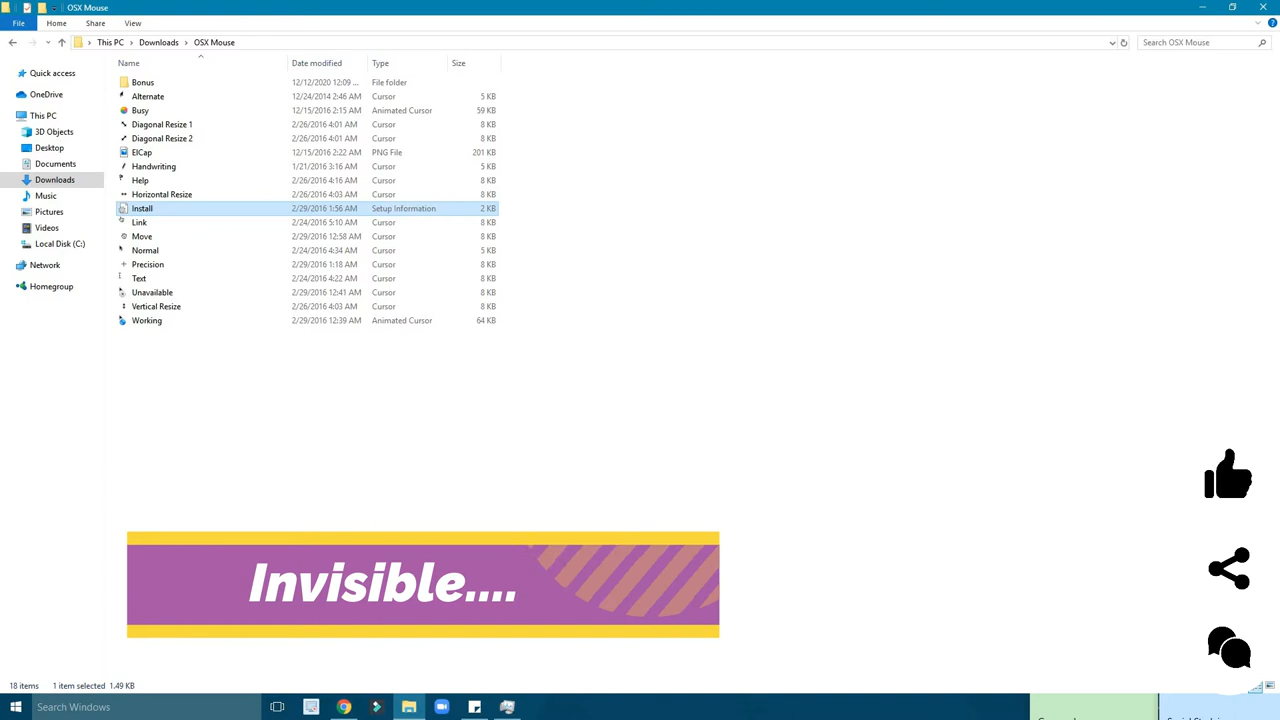 OSX Mouse
File Home Share View
This PC Downloads OSX Mouse Search OSX Mouse
Name Date modified Type Size
Quick access
OneDrive
This PC
3D Objects
Desktop
Documents
Downloads
Music
Pictures
Videos
Local Disk (C:)
Network
Homegroup
Bonus 12/12/2020 12:09 ... File folder
Alternate 12/24/2014 2:46 AM Cursor 5 KB
Busy 12/15/2016 2:15 AM Animated Cursor 59 KB
Diagonal Resize 1 2/26/2016 4:01 AM Cursor 8 KB
Diagonal Resize 2 2/26/2016 4:01 AM Cursor 8 KB
ElCap 12/15/2016 2:22 AM PNG File 201 KB
Handwriting 1/21/2016 3:16 AM Cursor 5 KB
Help 2/26/2016 4:16 AM Cursor 8 KB
Horizontal Resize 2/26/2016 4:03 AM Cursor 8 KB
Install 2/29/2016 1:56 AM Setup Information 2 KB
Link 2/24/2016 5:10 AM Cursor 8 KB
Move 2/29/2016 12:58 AM Cursor 8 KB
Normal 2/24/2016 4:34 AM Cursor 5 KB
Precision 2/29/2016 1:18 AM Cursor 8 KB
Text 2/24/2016 4:22 AM Cursor 8 KB
Unavailable 2/29/2016 12:41 AM Cursor 8 KB
Vertical Resize 2/26/2016 4:03 AM Cursor 8 KB
Working 2/29/2016 12:39 AM Animated Cursor 64 KB
Invisible....
18 items 1 item selected 1.49 KB
Search Windows